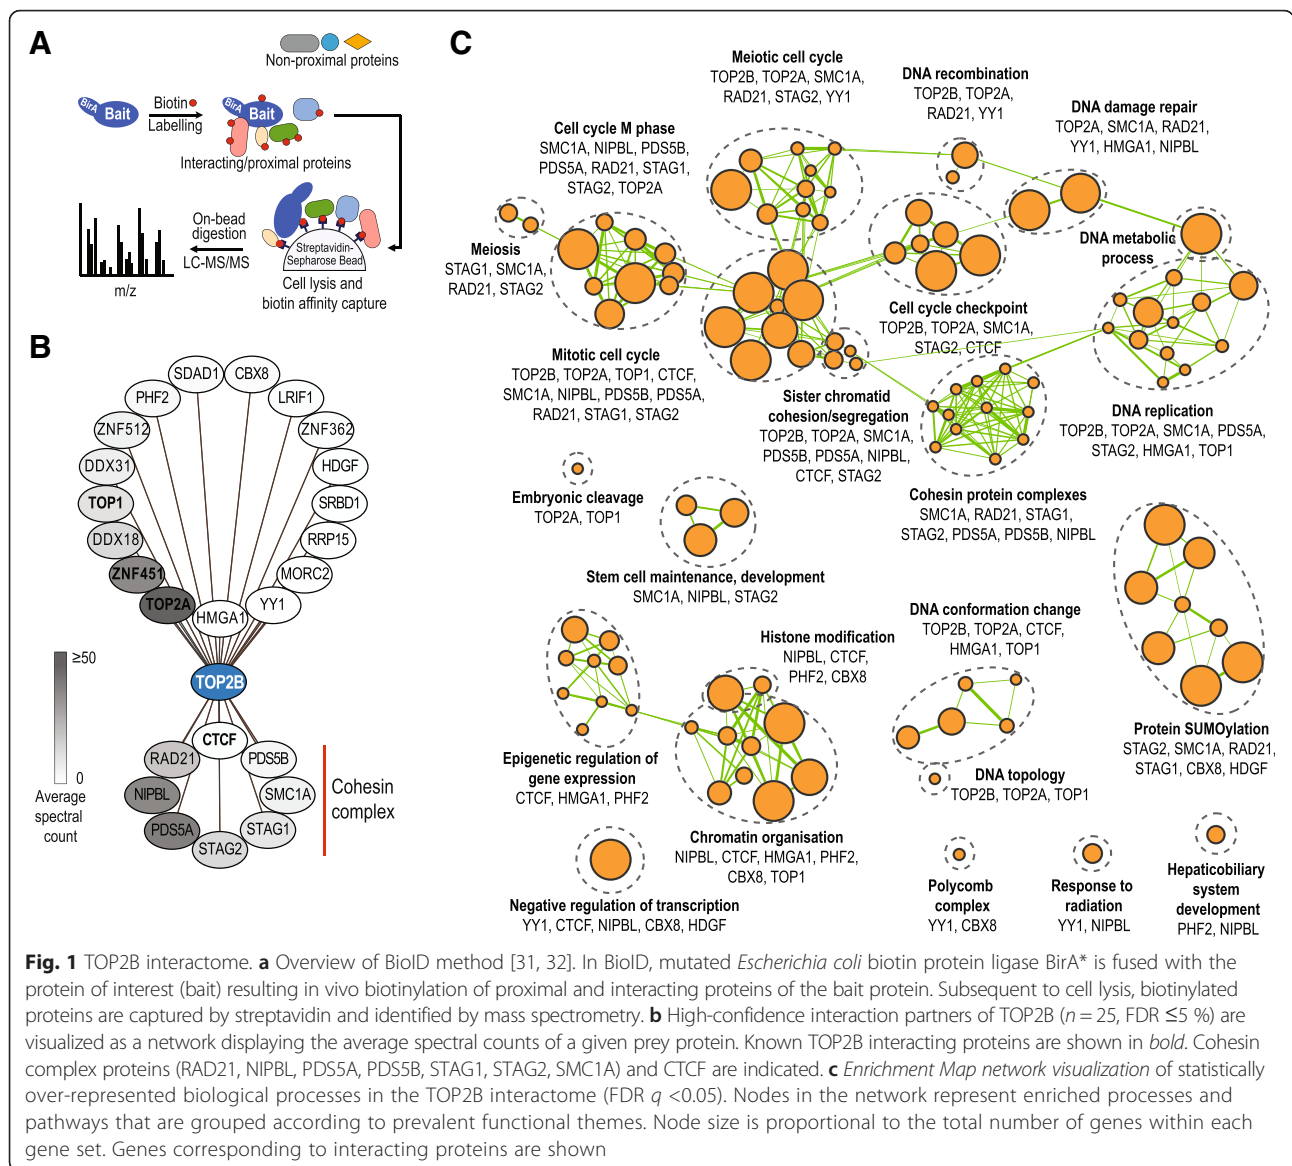 A
Non-proximal proteins
BirA
Bait
Biotin
Labelling
BirA
Bait
Interacting/proximal proteins
On-bead
digestion
LC-MS/MS
Streptavidin-
Sepharose Bead
Cell lysis and
biotin affinity capture
m/z
B
SDAD1
CBX8
PHF2
LRIF1
ZNF512
ZNF362
DDX31
HDGF
TOP1
SRBD1
DDX18
RRP15
ZNF451
MORC2
TOP2A
HMGA1
YY1
TOP2B
CTCF
RAD21
PDS5B
NIPBL
SMC1A
PDS5A
STAG1
STAG2
Cohesin
complex
≥50
0
Average
spectral
count
C
Meiotic cell cycle
TOP2B, TOP2A, SMC1A,
RAD21, STAG2, YY1
DNA recombination
TOP2B, TOP2A,
RAD21, YY1
DNA damage repair
TOP2A, SMC1A, RAD21,
YY1, HMGA1, NIPBL
Cell cycle M phase
SMC1A, NIPBL, PDS5B,
PDS5A, RAD21, STAG1,
STAG2, TOP2A
Meiosis
STAG1, SMC1A,
RAD21, STAG2
DNA metabolic
process
Cell cycle checkpoint
TOP2B, TOP2A, SMC1A,
STAG2, CTCF
Mitotic cell cycle
TOP2B, TOP2A, TOP1, CTCF,
SMC1A, NIPBL, PDS5B, PDS5A,
RAD21, STAG1, STAG2
Sister chromatid
cohesion/segregation
TOP2B, TOP2A, SMC1A,
PDS5B, PDS5A, NIPBL,
CTCF, STAG2
DNA replication
TOP2B, TOP2A, SMC1A, PDS5A,
STAG2, HMGA1, TOP1
Embryonic cleavage
TOP2A, TOP1
Cohesin protein complexes
SMC1A, RAD21, STAG1,
STAG2, PDS5A, PDS5B, NIPBL
Stem cell maintenance, development
SMC1A, NIPBL, STAG2
Histone modification
NIPBL, CTCF,
PHF2, CBX8
DNA conformation change
TOP2B, TOP2A, CTCF,
HMGA1, TOP1
Protein SUMOylation
STAG2, SMC1A, RAD21,
STAG1, CBX8, HDGF
Epigenetic regulation of
gene expression
CTCF, HMGA1, PHF2
DNA topology
TOP2B, TOP2A, TOP1
Chromatin organisation
NIPBL, CTCF, HMGA1, PHF2,
CBX8, TOP1
Negative regulation of transcription
YY1, CTCF, NIPBL, CBX8, HDGF
Polycomb
complex
YY1, CBX8
Response to
radiation
YY1, NIPBL
Hepaticobiliary
system
development
PHF2, NIPBL
Fig. 1 TOP2B interactome. a Overview of BioID method [31, 32]. In BioID, mutated Escherichia coli biotin protein ligase BirA* is fused with the
protein of interest (bait) resulting in vivo biotinylation of proximal and interacting proteins of the bait protein. Subsequent to cell lysis, biotinylated
proteins are captured by streptavidin and identified by mass spectrometry. b High-confidence interaction partners of TOP2B (n = 25, FDR ≤5 %) are
visualized as a network displaying the average spectral counts of a given prey protein. Known TOP2B interacting proteins are shown in bold. Cohesin
complex proteins (RAD21, NIPBL, PDS5A, PDS5B, STAG1, STAG2, SMC1A) and CTCF are indicated. c Enrichment Map network visualization of statistically
over-represented biological processes in the TOP2B interactome (FDR q <0.05). Nodes in the network represent enriched processes and
pathways that are grouped according to prevalent functional themes. Node size is proportional to the total number of genes within each
gene set. Genes corresponding to interacting proteins are shown